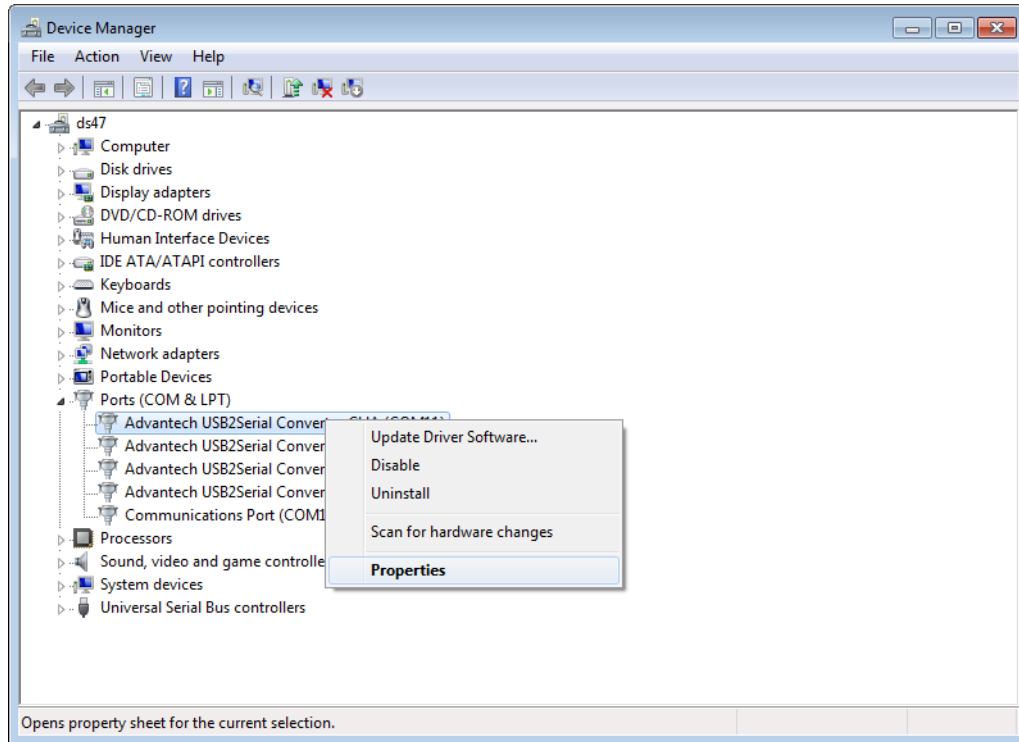 Device Manager
File Action View Help
ds47
Computer
Disk drives
Display adapters
DVD/CD-ROM drives
Human Interface Devices
IDE ATA/ATAPI controllers
Keyboards
Mice and other pointing devices
Monitors
Network adapters
Portable Devices
Ports (COM & LPT)
Advantech USB2Serial Converter CHA (COM11)
Update Driver Software...
Advantech USB2Serial Conver
Disable
Advantech USB2Serial Conver
Uninstall
Advantech USB2Serial Conver
Communications Port (COM1
Scan for hardware changes
Processors
Sound, video and game controlle
Properties
System devices
Universal Serial Bus controllers
Opens property sheet for the current selection.